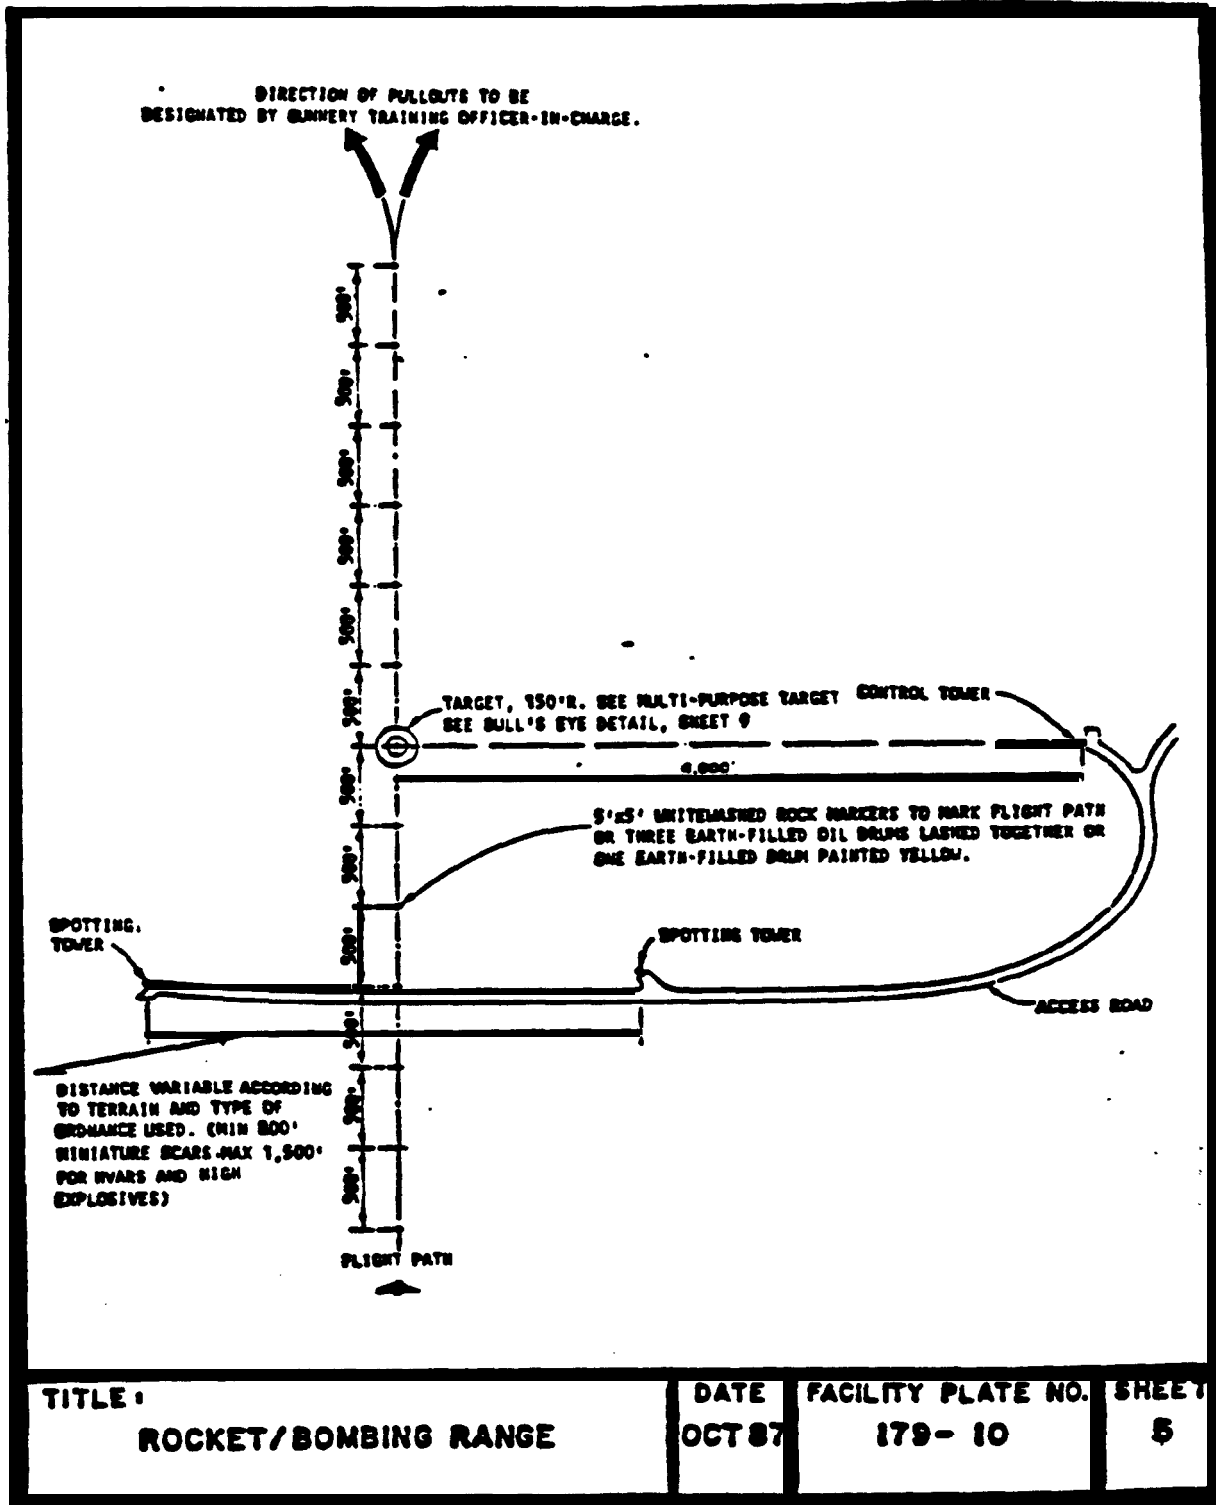 DIRECTION OF PULLOUTS TO BE
DESIGNATED BY GUNNERY TRAINING OFFICER-IN-CHARGE.
500'
500'
500'
500'
500'
500'
TARGET, 150'R. SEE MULTI-PURPOSE TARGET
SEE BULL'S EYE DETAIL, SHEET 9
CONTROL TOWER
4,000'
500'
5'x5' WHITEWASHED ROCK MARKERS TO MARK FLIGHT PATH
OR THREE EARTH-FILLED OIL DRUMS LASHED TOGETHER OR
ONE EARTH-FILLED DRUM PAINTED YELLOW.
500'
SPOTTING
TOWER
500'
SPOTTING TOWER
ACCESS ROAD
500'
DISTANCE VARIABLE ACCORDING
TO TERRAIN AND TYPE OF
ORDNANCE USED. (MIN 800'
MINIATURE SCARS-MAX 1,500'
FOR HVARS AND HIGH
EXPLOSIVES)
500'
500'
FLIGHT PATH
TITLE:
ROCKET/BOMBING RANGE
DATE
OCT 87
FACILITY PLATE NO.
179-10
SHEET
5